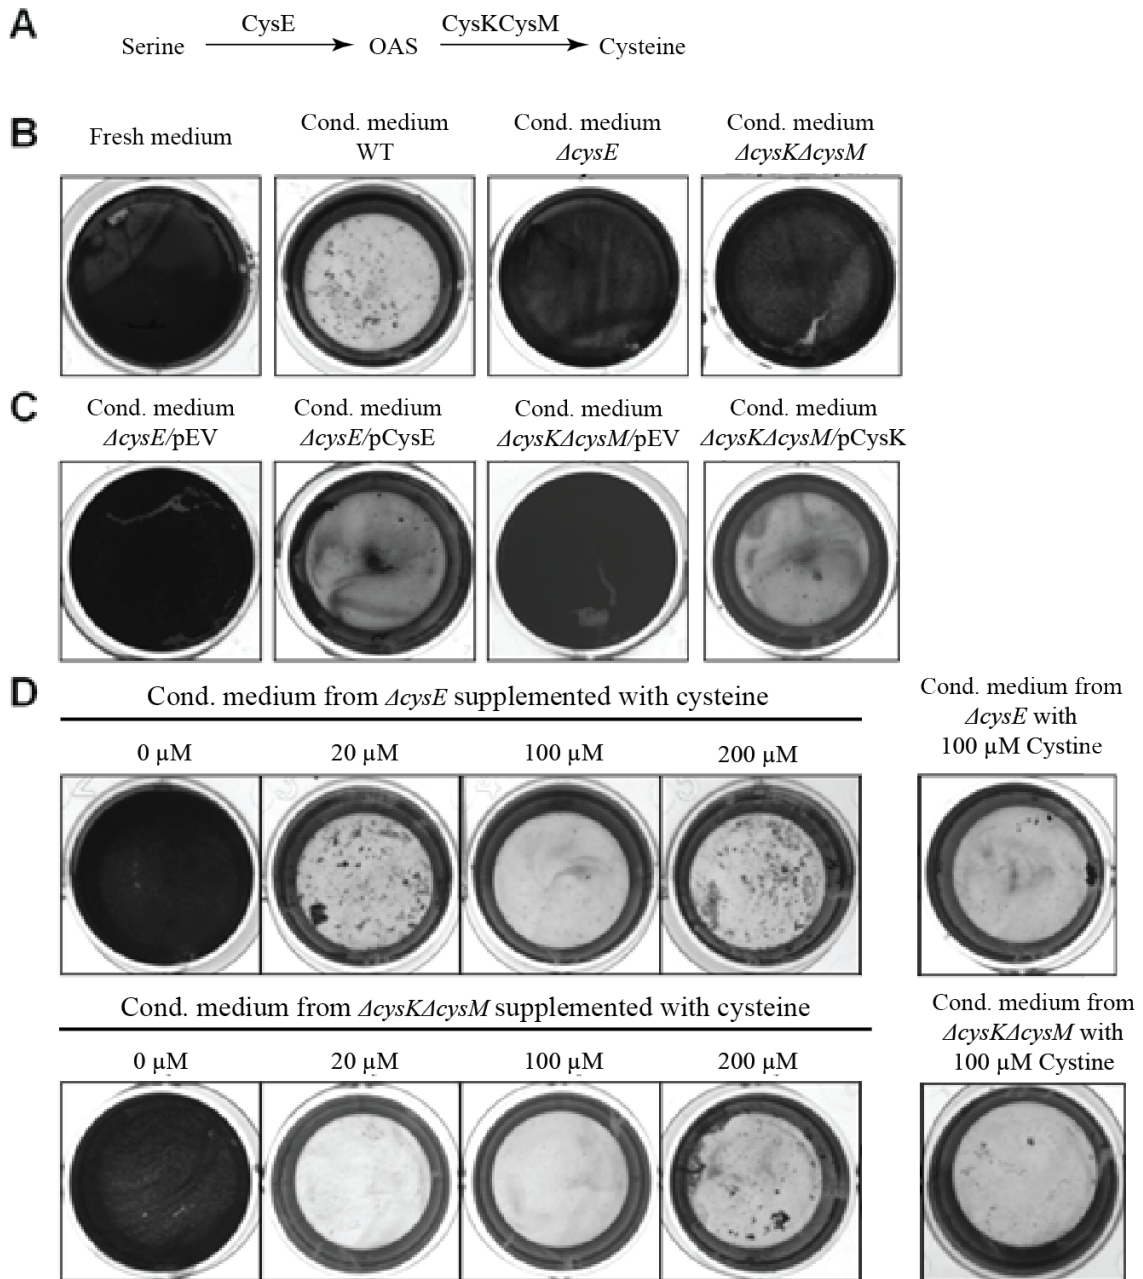 A
Serine CysE OAS CysKCysM Cysteine
B
Fresh medium
Cond. medium
WT
Cond. medium
ΔcysE
Cond. medium
ΔcysKΔcysM
C
Cond. medium
ΔcysE/pEV
Cond. medium
ΔcysE/pCysE
Cond. medium
ΔcysKΔcysM/pEV
Cond. medium
ΔcysKΔcysM/pCysK
D
Cond. medium from ΔcysE supplemented with cysteine
0 µM
20 µM
100 µM
200 µM
Cond. medium from
ΔcysE with
100 µM Cystine
Cond. medium from ΔcysKΔcysM supplemented with cysteine
0 µM
20 µM
100 µM
200 µM
Cond. medium from
ΔcysKΔcysM with
100 µM Cystine